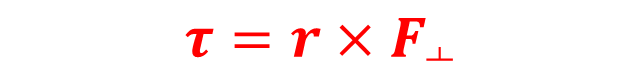 τ = r × F⊥